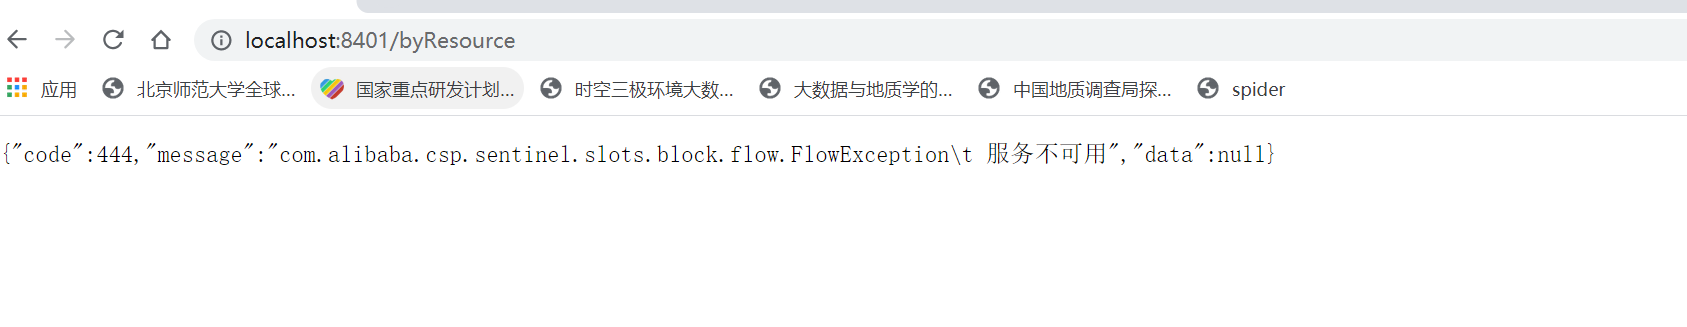 localhost:8401/byResource
应用 北京师范大学全球... 国家重点研发计划... 时空三极环境大数... 大数据与地质学的... 中国地质调查局探... spider
{"code":444,"message":"com.alibaba.csp.sentinel.slots.block.flow.FlowException\t 服务不可用","data":null}